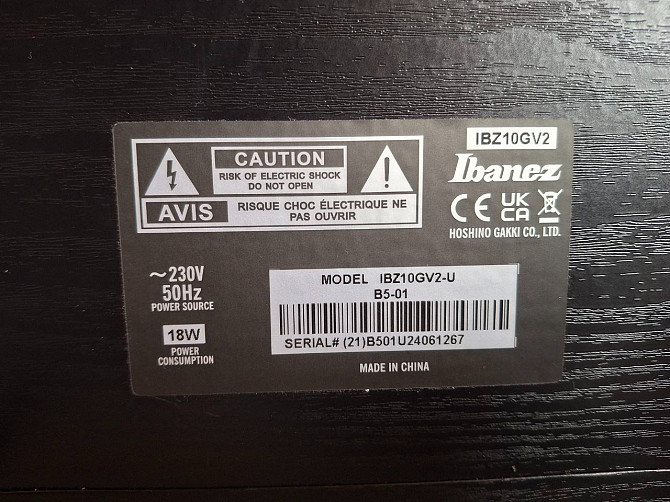 CAUTION
RISK OF ELECTRIC SHOCK
DO NOT OPEN
AVIS
RISQUE CHOC ÉLECTRIQUE NE
PAS OUVRIR
IBZ10GV2
Ibanez
CE UK CA
HOSHINO GAKKI CO., LTD.
~230V
50Hz
POWER SOURCE
18W
POWER
CONSUMPTION
MODEL IBZ10GV2-U
B5-01
SERIAL# (21)B501U24061267
MADE IN CHINA